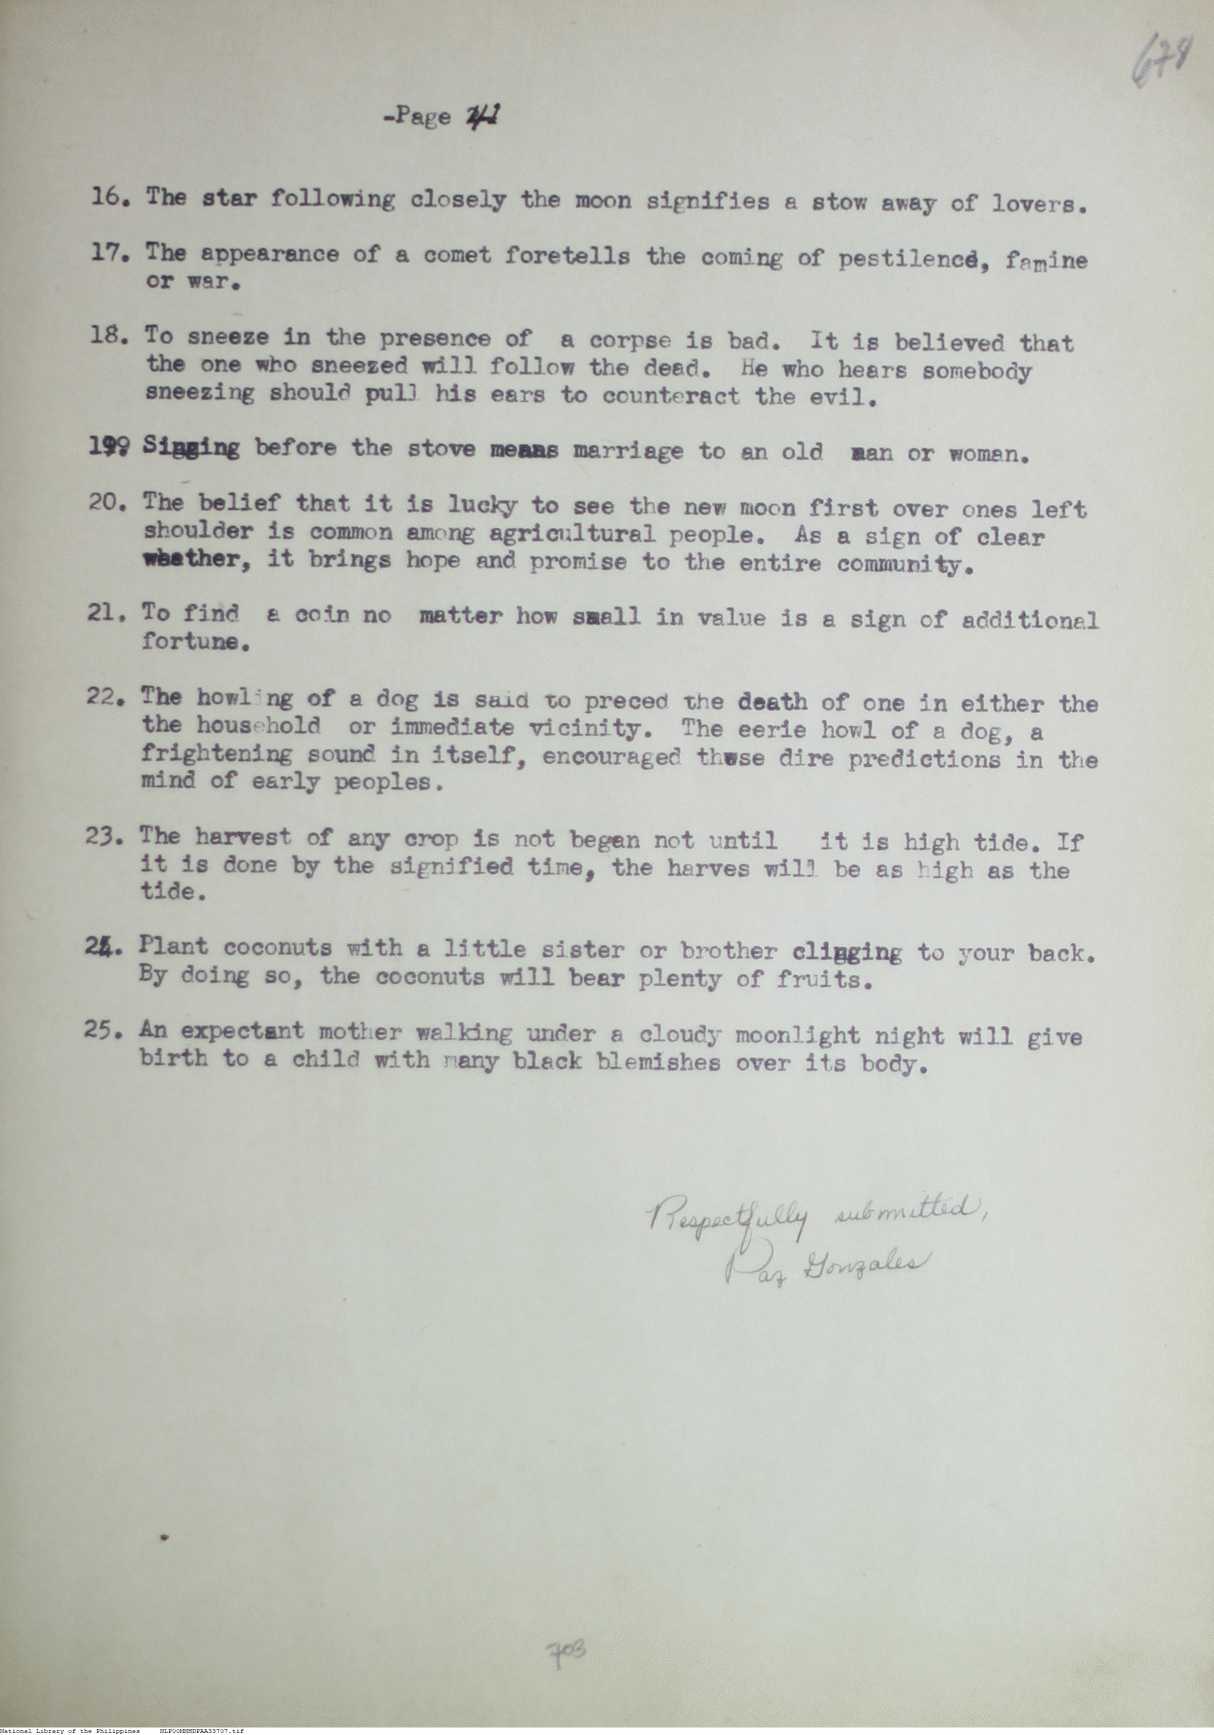 678
-Page 41
16. The star following closely the moon signifies a stow away of lovers.
17. The appearance of a comet foretells the coming of pestilence, famine
or war.
18. To sneeze in the presence of a corpse is bad. It is believed that
the one who sneezed will follow the dead. He who hears somebody
sneezing should pull his ears to counteract the evil.
19. Singing before the stove means marriage to an old man or woman.
20. The belief that it is lucky to see the new moon first over ones left
shoulder is common among agricultural people. As a sign of clear
wheather, it brings hope and promise to the entire community.
21. To find a coin no matter how small in value is a sign of additional
fortune.
22. The howling of a dog is said to preced the death of one in either the
the household or immediate vicinity. The eerie howl of a dog, a
frightening sound in itself, encouraged these dire predictions in the
mind of early peoples.
23. The harvest of any crop is not began not until it is high tide. If
it is done by the signified time, the harves will be as high as the
tide.
24. Plant coconuts with a little sister or brother clinging to your back.
By doing so, the coconuts will bear plenty of fruits.
25. An expectant mother walking under a cloudy moonlight night will give
birth to a child with many black blemishes over its body.
Respectfully submitted,
Paz Gonzales
703
National Library of the Philippines